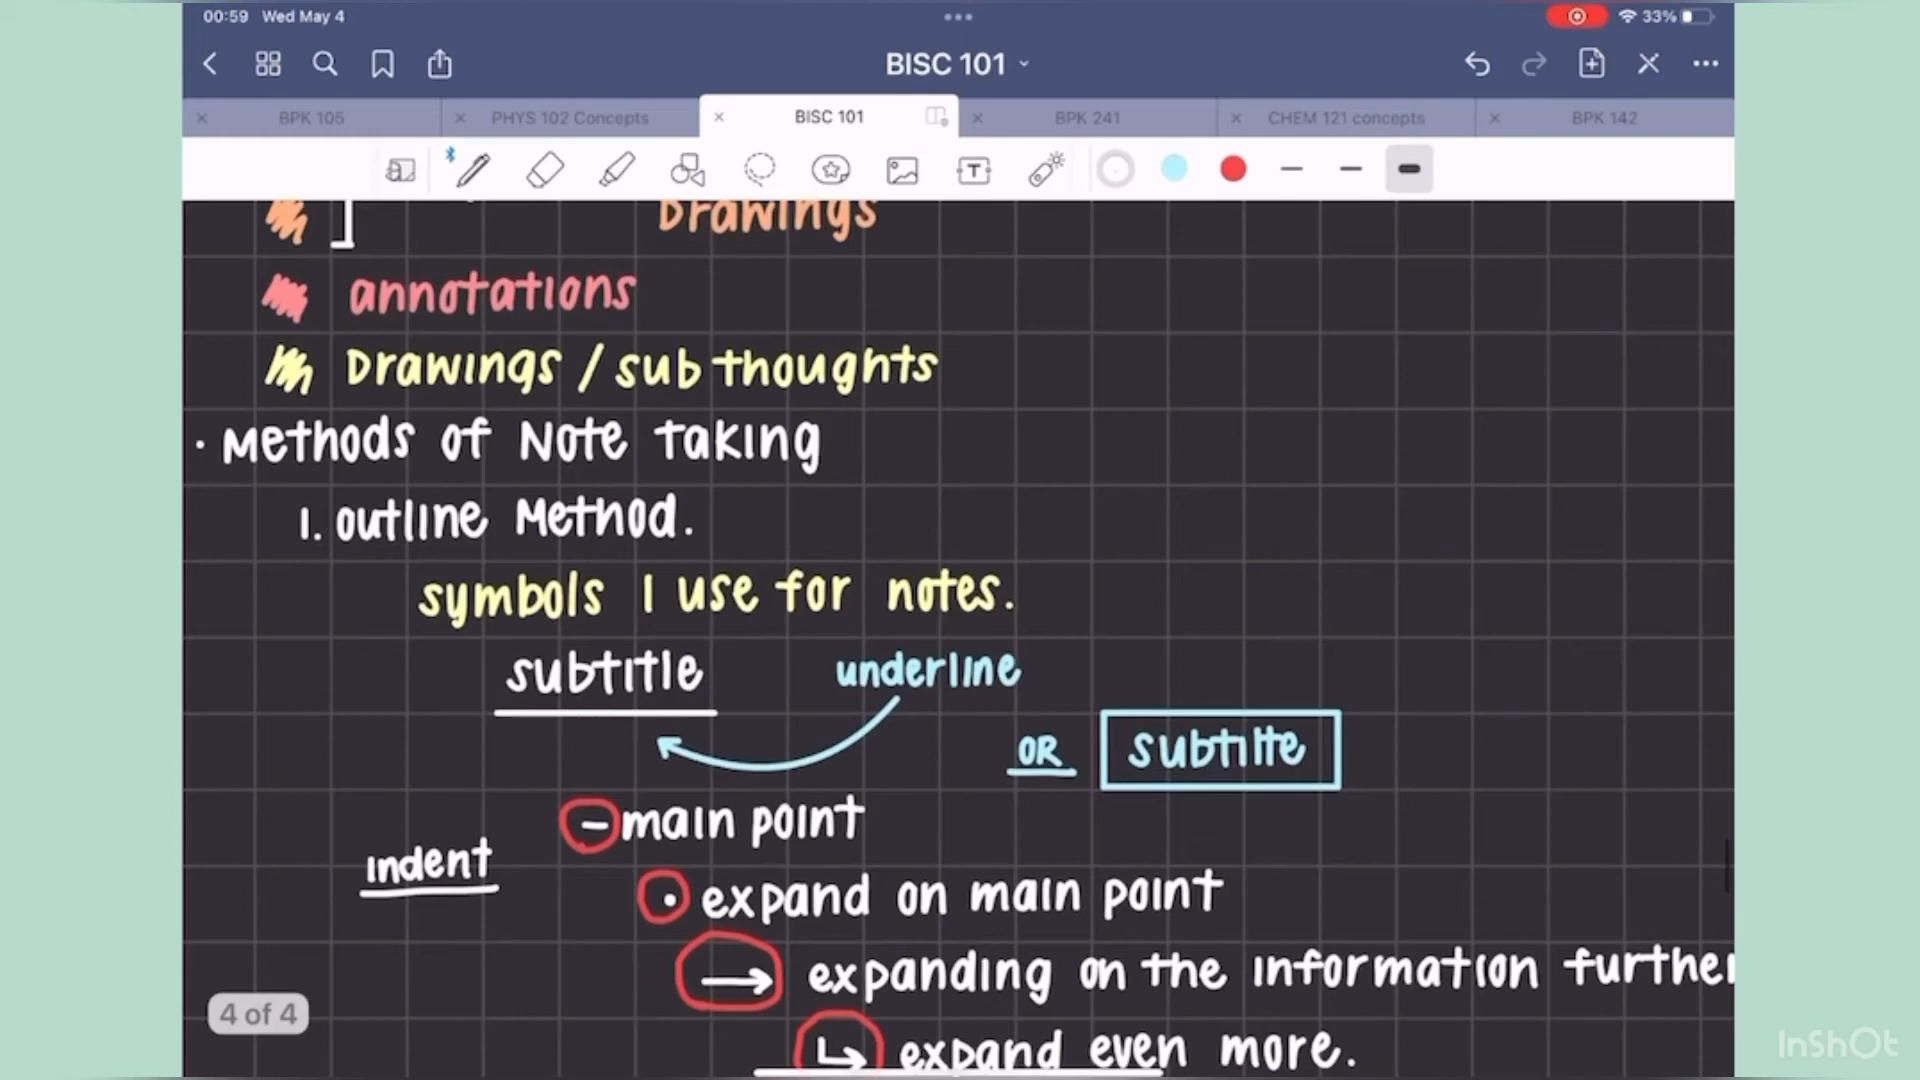 00:59 Wed May 4
33%
BISC 101
BPK 105
PHYS 102 Concepts
BISC 101
BPK 241
CHEM 121 concepts
BPK 142
Drawings
annotations
Drawings / sub thoughts
· Methods of Note taking
1. outline Method.
symbols I use for notes.
subtitle
underline
OR
subtilte
- main point
indent
• expand on main point
→ expanding on the information further
4 of 4
↳ expand even more.
InShOt